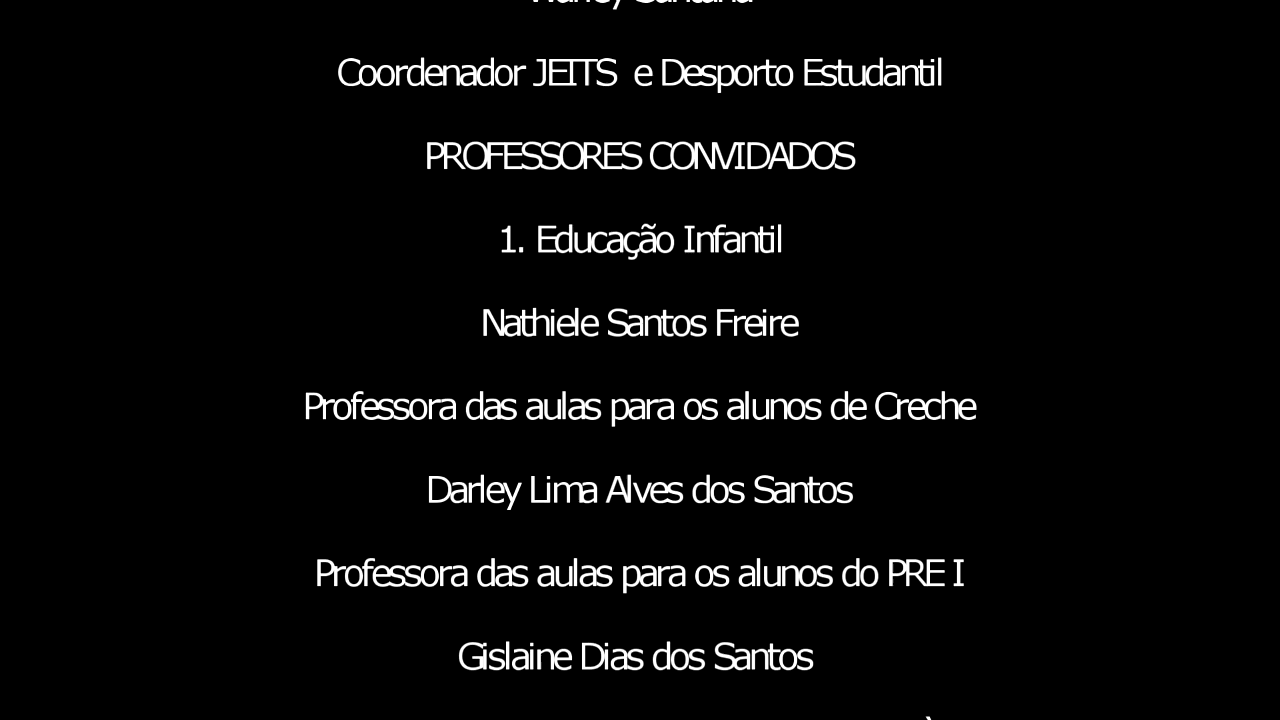 Coordenador JEITS e Desporto Estudantil
PROFESSORES CONVIDADOS
1. Educação Infantil
Nathiele Santos Freire
Professora das aulas para os alunos de Creche
Darley Lima Alves dos Santos
Professora das aulas para os alunos do PRE I
Gislaine Dias dos Santos